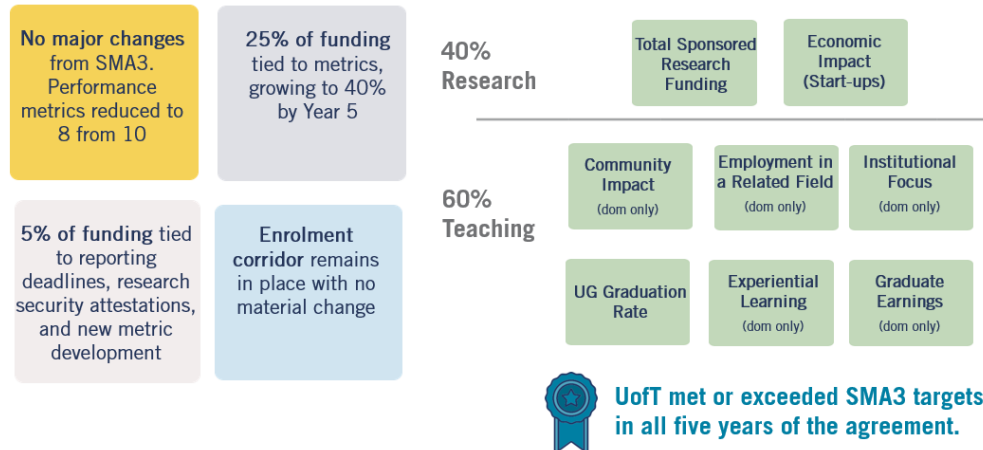 No major changes
from SMA3.
Performance
metrics reduced to
8 from 10
25% of funding
tied to metrics,
growing to 40%
by Year 5
5% of funding tied
to reporting
deadlines, research
security attestations,
and new metric
development
Enrolment
corridor remains
in place with no
material change
40%
Research
Total Sponsored
Research
Funding
Economic
Impact
(Start-ups)
60%
Teaching
Community
Impact
(dom only)
Employment in
a Related Field
(dom only)
Institutional
Focus
(dom only)
UG Graduation
Rate
Experiential
Learning
(dom only)
Graduate
Earnings
(dom only)
UofT met or exceeded SMA3 targets
in all five years of the agreement.